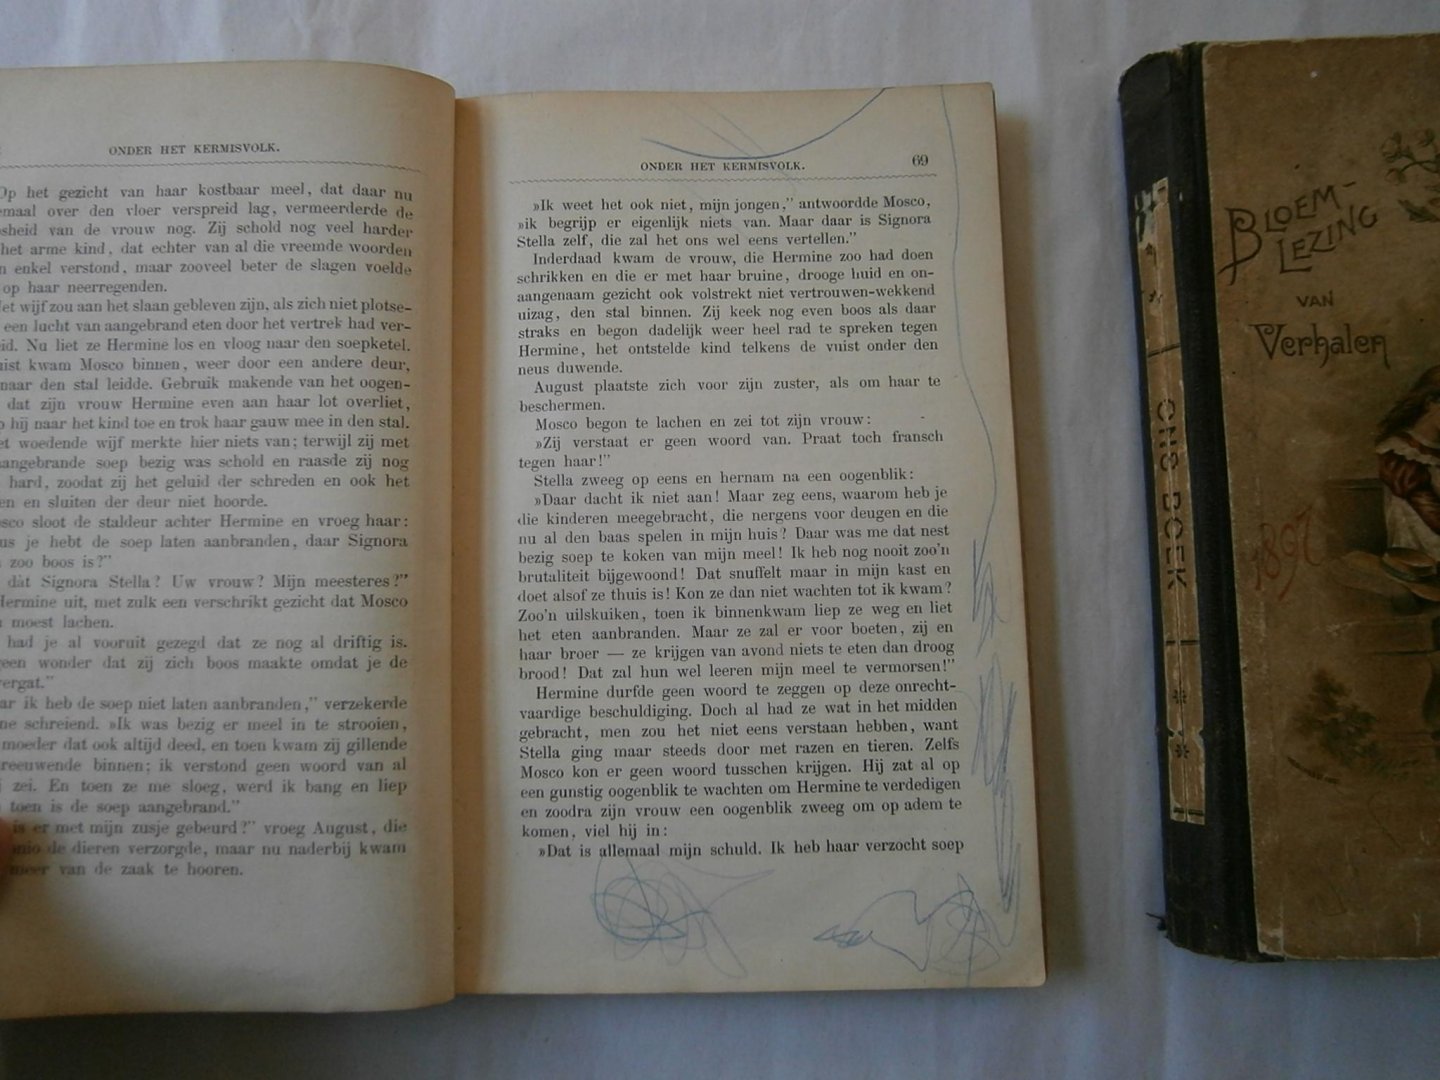 ONDER HET KERMISVOLK.
Op het gezicht van haar kostbaar meel, dat daar nu
emaal over den vloer verspreid lag, vermeerderde de
sheid van de vrouw nog. Zij schold nog veel harder
het arme kind, dat echter van al die vreemde woorden
n enkel verstond, maar zooveel beter de slagen voelde
op haar neerregenden.
et wijf zou aan het slaan gebleven zijn, als zich niet plotse-
een lucht van aangebrand eten door het vertrek had ver-
eid. Nu liet ze Hermine los en vloog naar den soepketel.
uist kwam Mosco binnen, weer door een andere deur,
naar den stal leidde. Gebruik makende van het oogen-
dat zijn vrouw Hermine even aan haar lot overliet,
p hij naar het kind toe en trok haar gauw mee in den stal.
et woedende wijf merkte hier niets van; terwijl zij met
aangebrande soep bezig was schold en raasde zij nog
hard, zoodat zij het geluid der schreden en ook het
en en sluiten der deur niet hoorde.
osco sloot de staldeur achter Hermine en vroeg haar:
us je hebt de soep laten aanbranden, daar Signora
zoo boos is?”
dat Signora Stella? Uw vrouw? Mijn meesteres?”
Hermine uit, met zulk een verschrikt gezicht dat Mosco
moest lachen.
had je al vooruit gezegd dat ze nog al driftig is.
een wonder dat zij zich boos maakte omdat je de
vergat.”
ar ik heb de soep niet laten aanbranden,” verzekerde
ne schreiend. »Ik was bezig er meel in te strooien,
moeder dat ook altijd deed, en toen kwam zij gillende
reeuwende binnen; ik verstond geen woord van al
zei. En toen ze me sloeg, werd ik bang en liep
toen is de soep aangebrand.”
is er met mijn zusje gebeurd?” vroeg August, die
de dieren verzorgde, maar nu naderbij kwam
meer van de zaak te hooren.
ONDER HET KERMISVOLK. 69
»Ik weet het ook niet, mijn jongen,” antwoordde Mosco,
»ik begrijp er eigenlijk niets van. Maar daar is Signora
Stella zelf, die zal het ons wel eens vertellen.”
Inderdaad kwam de vrouw, die Hermine zoo had doen
schrikken en die er met haar bruine, drooge huid en on-
aangenaam gezicht ook volstrekt niet vertrouwen-wekkend
uizag, den stal binnen. Zij keek nog even boos als daar
straks en begon dadelijk weer heel rad te spreken tegen
Hermine, het ontstelde kind telkens de vuist onder den
neus duwende.
August plaatste zich voor zijn zuster, als om haar te
beschermen.
Mosco begon te lachen en zei tot zijn vrouw:
»Zij verstaat er geen woord van. Praat toch fransch
tegen haar!”
Stella zweeg op eens en hernam na een oogenblik:
»Daar dacht ik niet aan! Maar zeg eens, waarom heb je
die kinderen meegebracht, die nergens voor deugen en die
nu al den baas spelen in mijn huis? Daar was me dat nest
bezig soep te koken van mijn meel! Ik heb nog nooit zoo'n
brutaliteit bijgewoond! Dat snuffelt maar in mijn kast en
doet alsof ze thuis is! Kon ze dan niet wachten tot ik kwam?
Zoo'n uilskuiken, toen ik binnenkwam liep ze weg en liet
het eten aanbranden. Maar ze zal er voor boeten, zij en
haar broer — ze krijgen van avond niets te eten dan droog
brood! Dat zal hun wel leeren mijn meel te vermorsen!”
Hermine durfde geen woord te zeggen op deze onrecht-
vaardige beschuldiging. Doch al had ze wat in het midden
gebracht, men zou het niet eens verstaan hebben, want
Stella ging maar steeds door met razen en tieren. Zelfs
Mosco kon er geen woord tusschen krijgen. Hij zat al op
een gunstig oogenblik te wachten om Hermine te verdedigen
en zoodra zijn vrouw een oogenblik zweeg om op adem te
komen, viel hij in:
»Dat is allemaal mijn schuld. Ik heb haar verzocht soep
ONS BOEK
BLOEM-
LEZING
VAN
Verhalen
1897